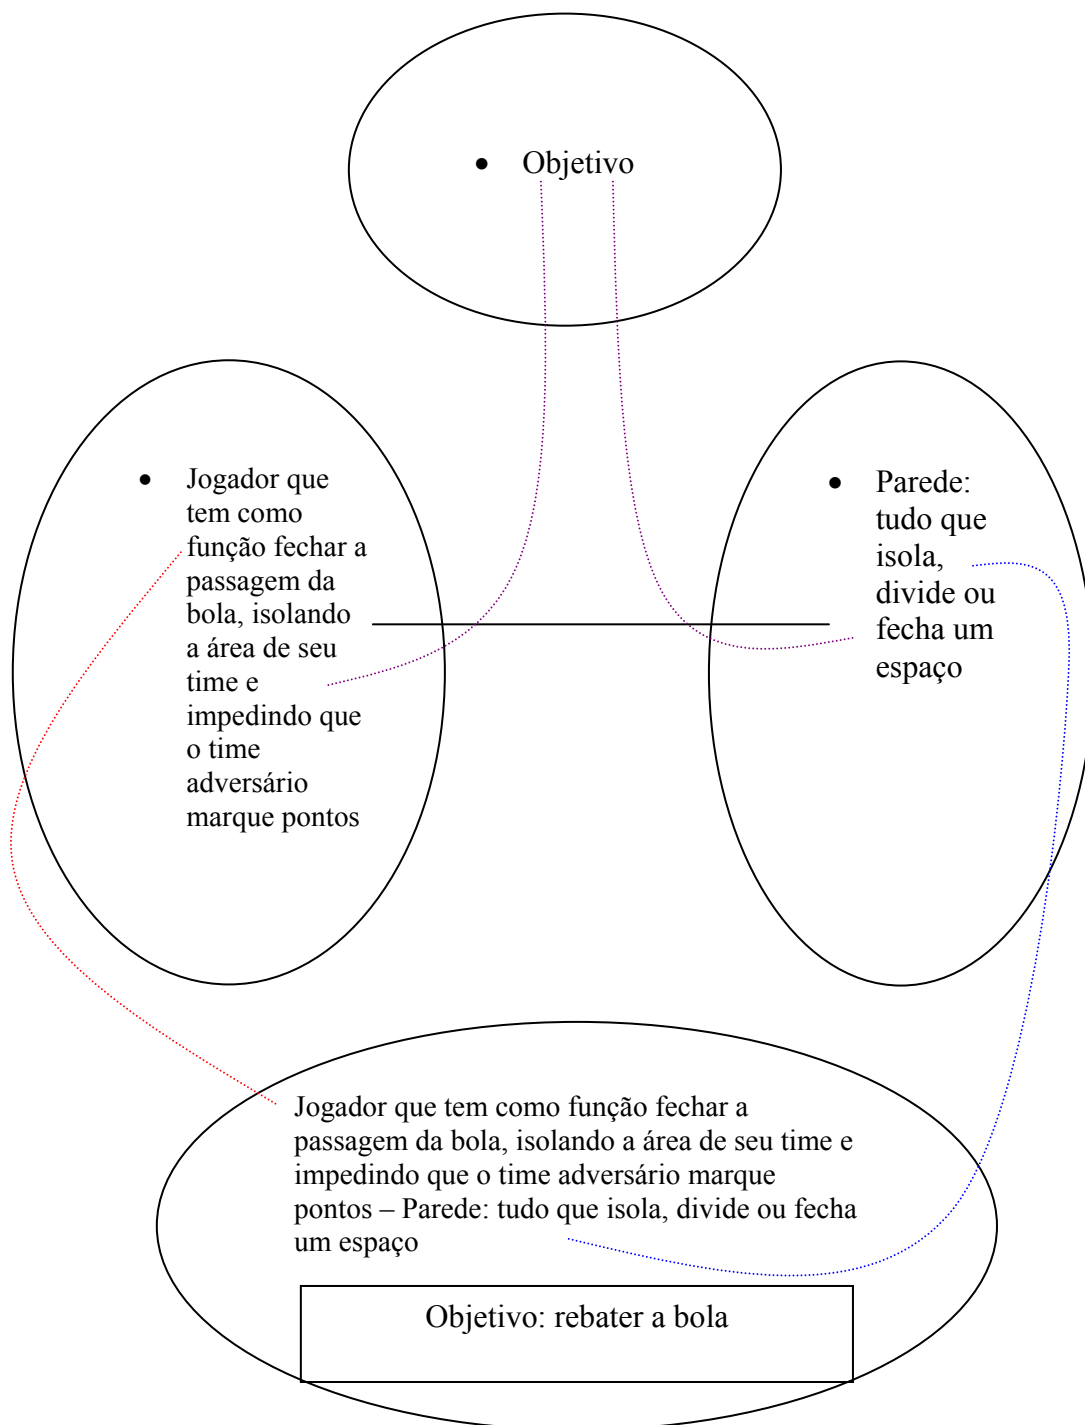 • Objetivo
• Jogador que
tem como
função fechar a
passagem da
bola, isolando
a área de seu
time e
impedindo que
o time
adversário
marque pontos
• Parede:
tudo que
isola,
divide ou
fecha um
espaço
Jogador que tem como função fechar a
passagem da bola, isolando a área de seu time e
impedindo que o time adversário marque
pontos – Parede: tudo que isola, divide ou fecha
um espaço
Objetivo: rebater a bola